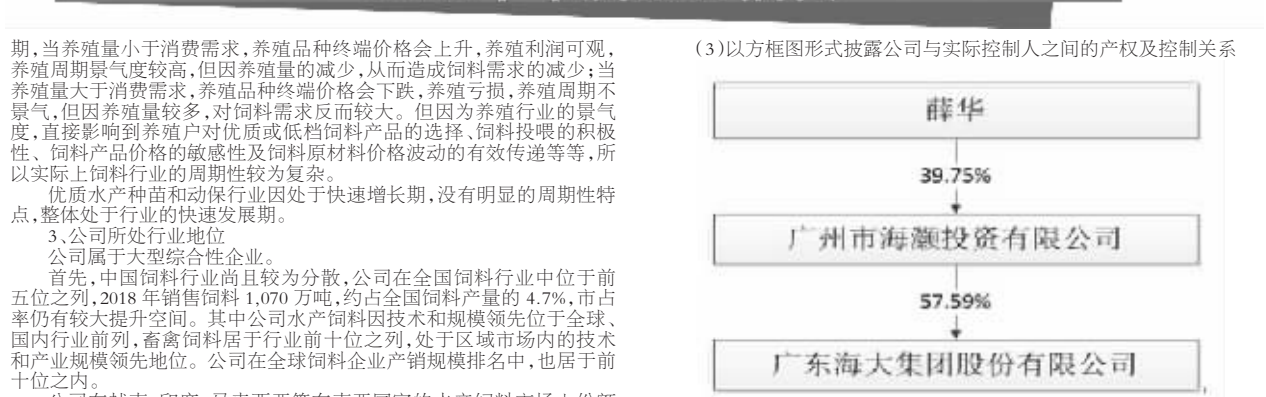 期,当养殖量小于消费需求,养殖品种终端价格会上升,养殖利润可观,
养殖周期景气度较高,但因养殖量的减少,从而造成饲料需求的减少;当
养殖量大于消费需求,养殖品种终端价格会下跌,养殖亏损,养殖周期不
景气,但因养殖量较多,对饲料需求反而较大。但因为养殖行业的景气
度,直接影响到养殖户对优质或低档饲料产品的选择、饲料投喂的积极
性、饲料产品价格的敏感性及饲料原材料价格波动的有效传递等等,所
以实际上饲料行业的周期性较为复杂。
优质水产种苗和动保行业因处于快速增长期,没有明显的周期性特
点,整体处于行业的快速发展期。
3、公司所处行业地位
公司属于大型综合性企业。
首先,中国饲料行业尚且较为分散,公司在全国饲料行业中位于前
五位之列,2018 年销售饲料 1,070 万吨,约占全国饲料产量的 4.7%,市占
率仍有较大提升空间。其中公司水产饲料因技术和规模领先位于全球、
国内行业前列,畜禽饲料居于行业前十位之列,处于区域市场内的技术
和产业规模领先地位。公司在全球饲料企业产销规模排名中,也居于前
十位之内。
(3)以方框图形式披露公司与实际控制人之间的产权及控制关系
薛华
39.75%
广州市海灏投资有限公司
57.59%
广东海大集团股份有限公司